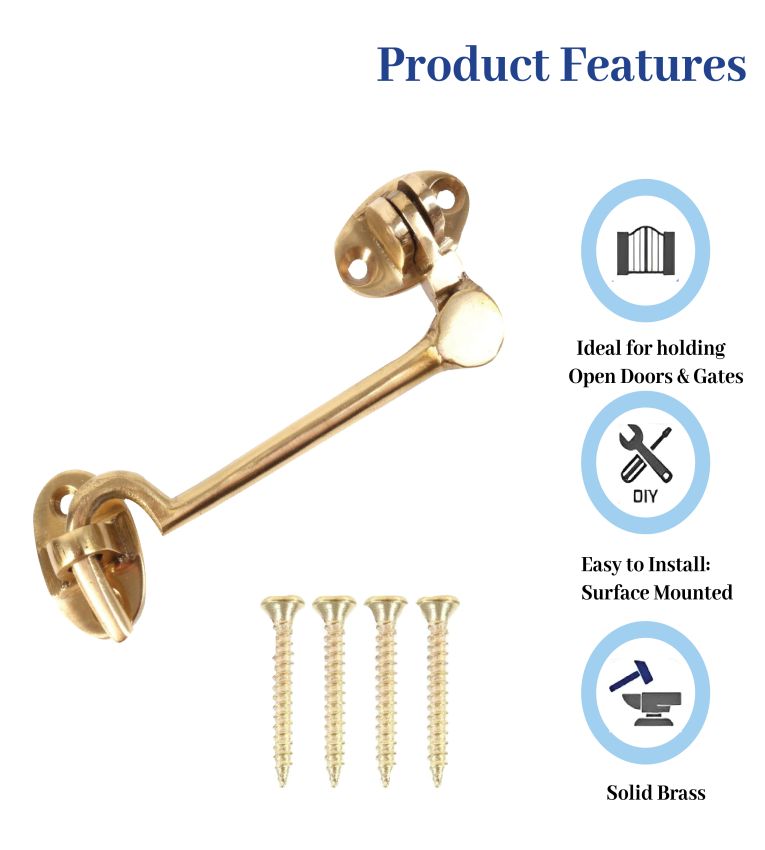 Product Features
Ideal for holding
Open Doors & Gates
DIY
Easy to Install:
Surface Mounted
Solid Brass